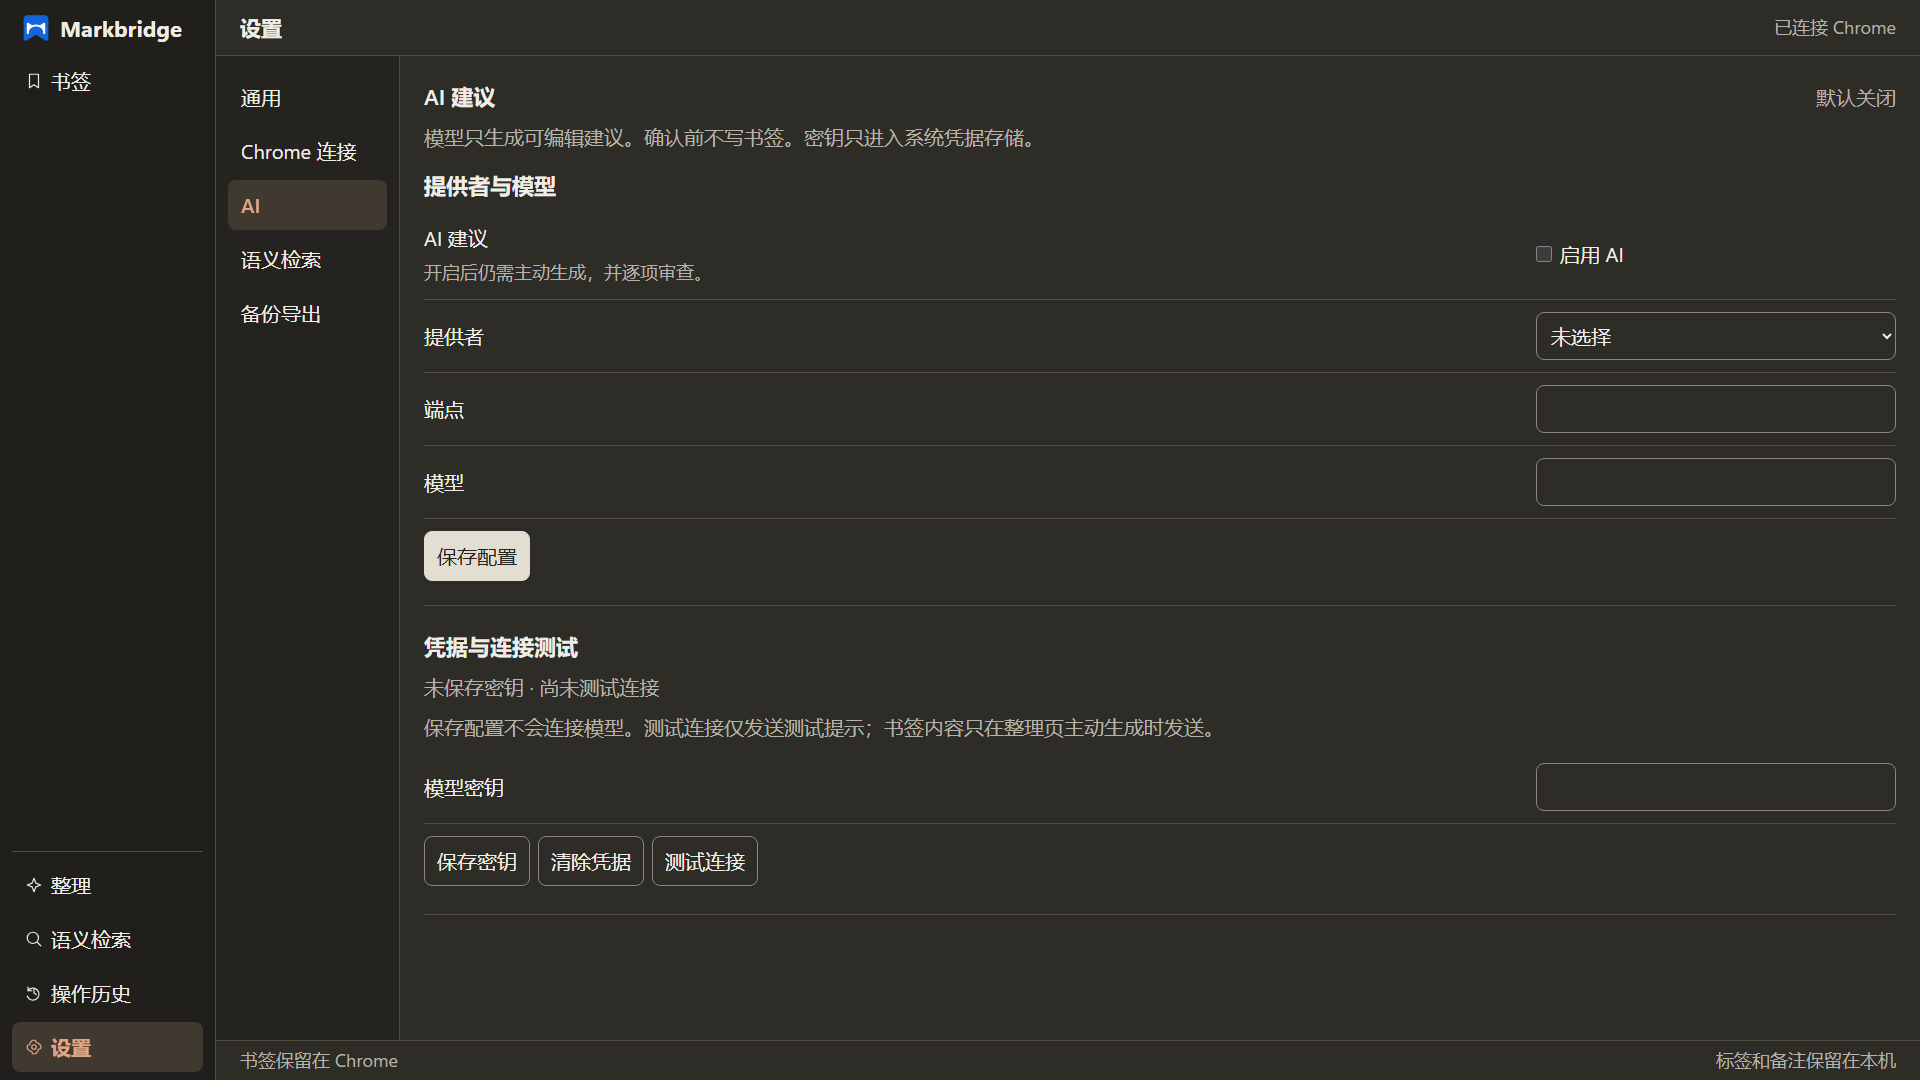 Markbridge
书签
整理
语义检索
操作历史
设置
设置
已连接 Chrome
通用
Chrome 连接
AI
语义检索
备份导出
AI 建议
默认关闭
模型只生成可编辑建议。确认前不写书签。密钥只进入系统凭据存储。
提供者与模型
AI 建议
开启后仍需主动生成，并逐项审查。
启用 AI
提供者
未选择
端点
模型
保存配置
凭据与连接测试
未保存密钥 · 尚未测试连接
保存配置不会连接模型。测试连接仅发送测试提示；书签内容只在整理页主动生成时发送。
模型密钥
保存密钥
清除凭据
测试连接
书签保留在 Chrome
标签和备注保留在本机